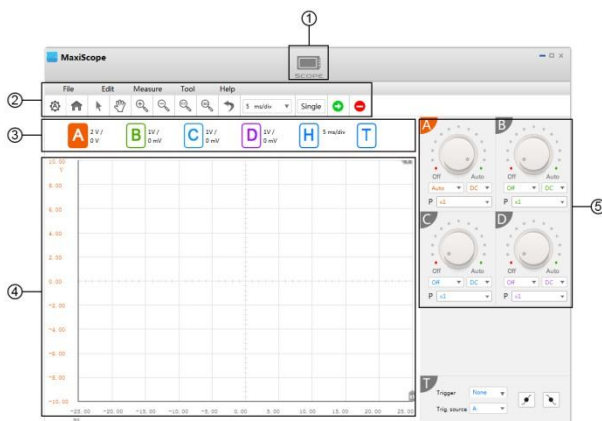 ①
MaxiScope
SCOPE
② File Edit Measure Tool Help
5 ms/div Single
③ A 2 V/ 0 V B 1V/ 0 mV C 1V/ 0 mV D 1V/ 0 mV H 5 ms/div T
10.00
V
8.00
6.00
4.00
④ 0.00
2.00
-2.00
-4.00
-6.00
-8.00
-10.00
-25.00 -20.00 -15.00 -10.00 -5.00 0.00 5.00 10.00 15.00 20.00 25.00
A B
Off Auto Off Auto
Auto DC Off DC
P x1 P x1
⑤
C D
Off Auto Off Auto
Off DC Off DC
P x1 P x1
T
Trigger None
Trig. source A